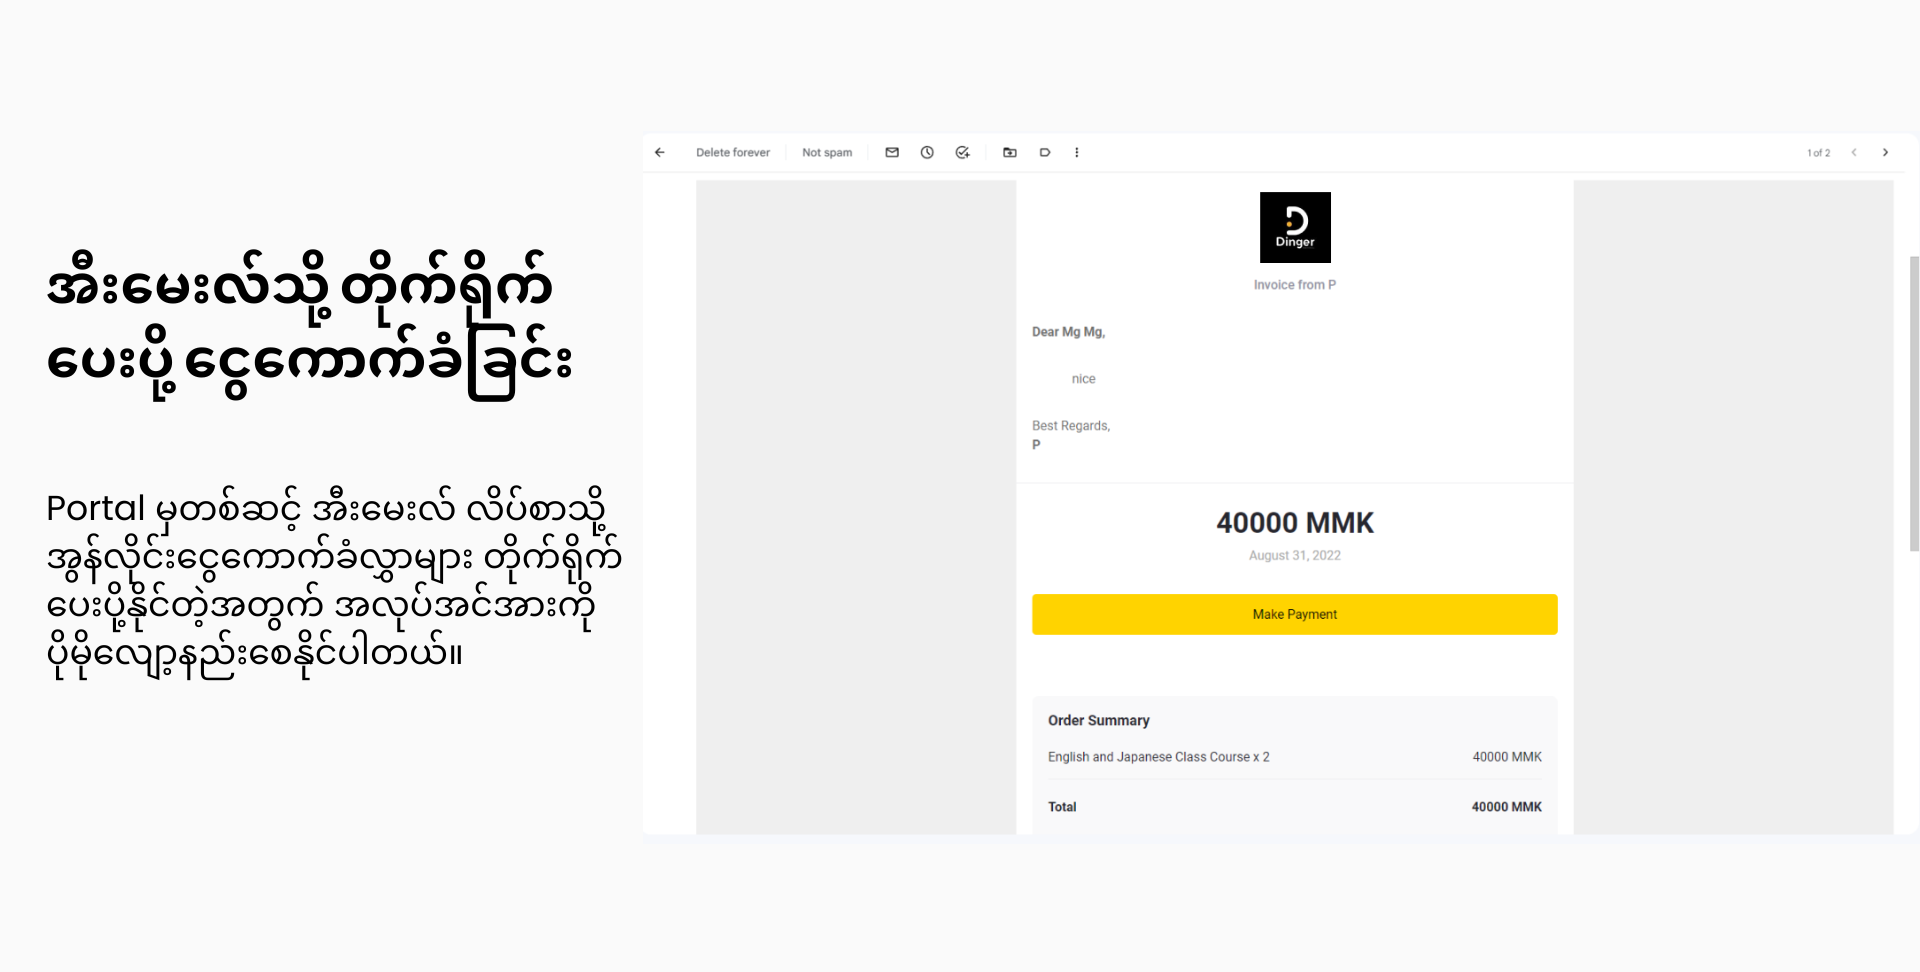 အီးမေးလ်သို့ တိုက်ရိုက်
ပေးပို့ ငွေကောက်ခံခြင်း
Portal မှတစ်ဆင့် အီးမေးလ် လိပ်စာသို့
အွန်လိုင်းငွေကောက်ခံလွှာများ တိုက်ရိုက်
ပေးပို့နိုင်တဲ့အတွက် အလုပ်အင်အားကို
ပိုမိုလျော့နည်းစေနိုင်ပါတယ်။
Delete forever
Not spam
1 of 2
Dinger
Invoice from P
Dear Mg Mg,
nice
Best Regards,
P
40000 MMK
August 31, 2022
Make Payment
Order Summary
English and Japanese Class Course x 2 40000 MMK
Total 40000 MMK